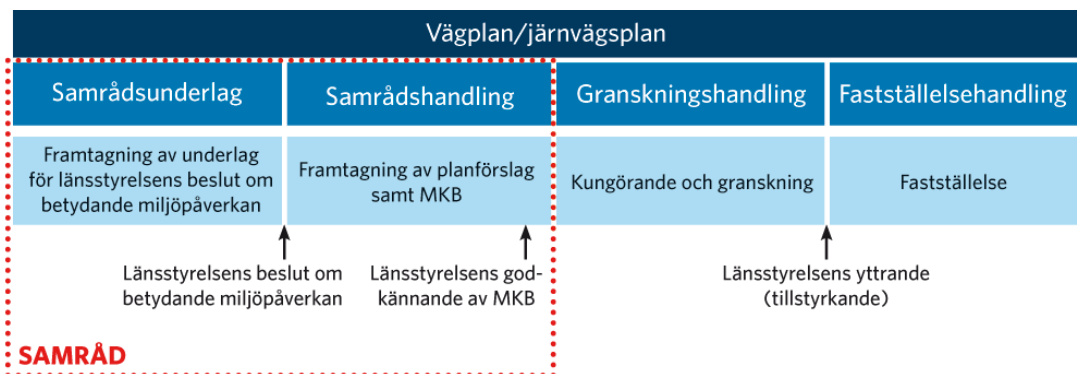 Vägplan/järnvägsplan
Samrådsunderlag
Samrådshandling
Granskningshandling
Fastställelsehandling
Framtagning av underlag
för länsstyrelsens beslut om
betydande miljöpåverkan
Framtagning av planförslag
samt MKB
Kungörande och granskning
Fastställelse
Länsstyrelsens beslut om
betydande miljöpåverkan
Länsstyrelsens god-
kännande av MKB
Länsstyrelsens yttrande
(tillstyrkande)
SAMRÅD